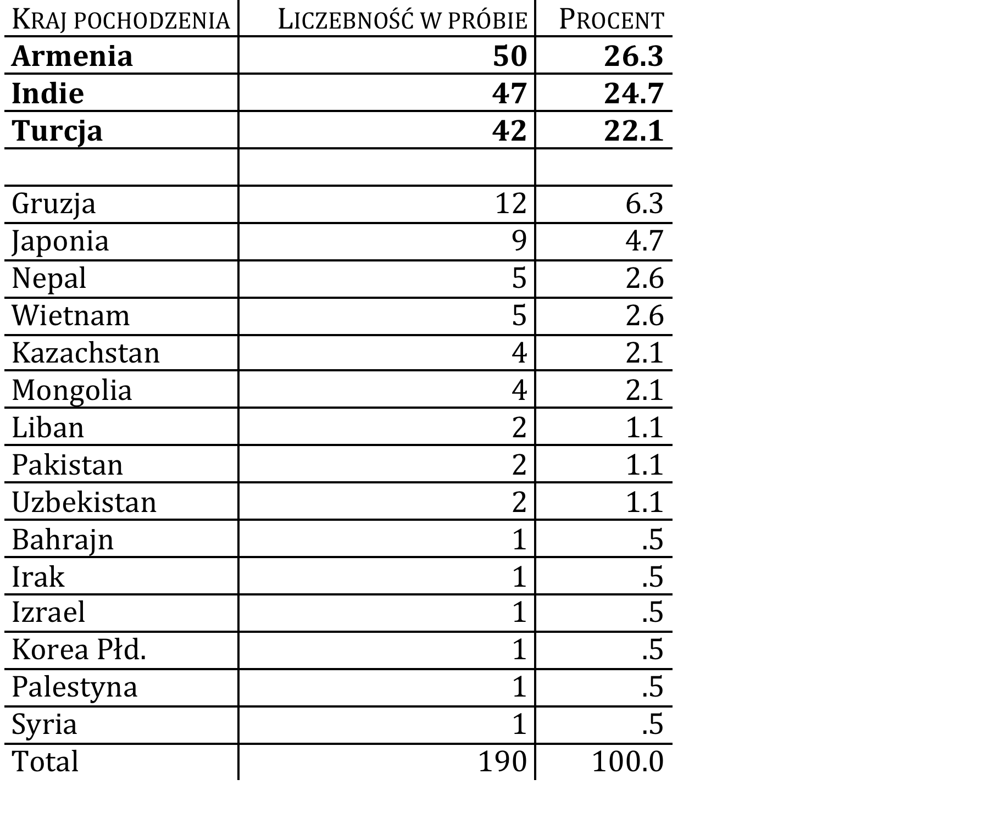 KRAJ POCHODZENIA LICZEBNOŚĆ W PRÓBIE PROCENT
Armenia 50 26.3
Indie 47 24.7
Turcja 42 22.1
Gruzja 12 6.3
Japonia 9 4.7
Nepal 5 2.6
Wietnam 5 2.6
Kazachstan 4 2.1
Mongolia 4 2.1
Liban 2 1.1
Pakistan 2 1.1
Uzbekistan 2 1.1
Bahrajn 1 .5
Irak 1 .5
Izrael 1 .5
Korea Płd. 1 .5
Palestyna 1 .5
Syria 1 .5
Total 190 100.0